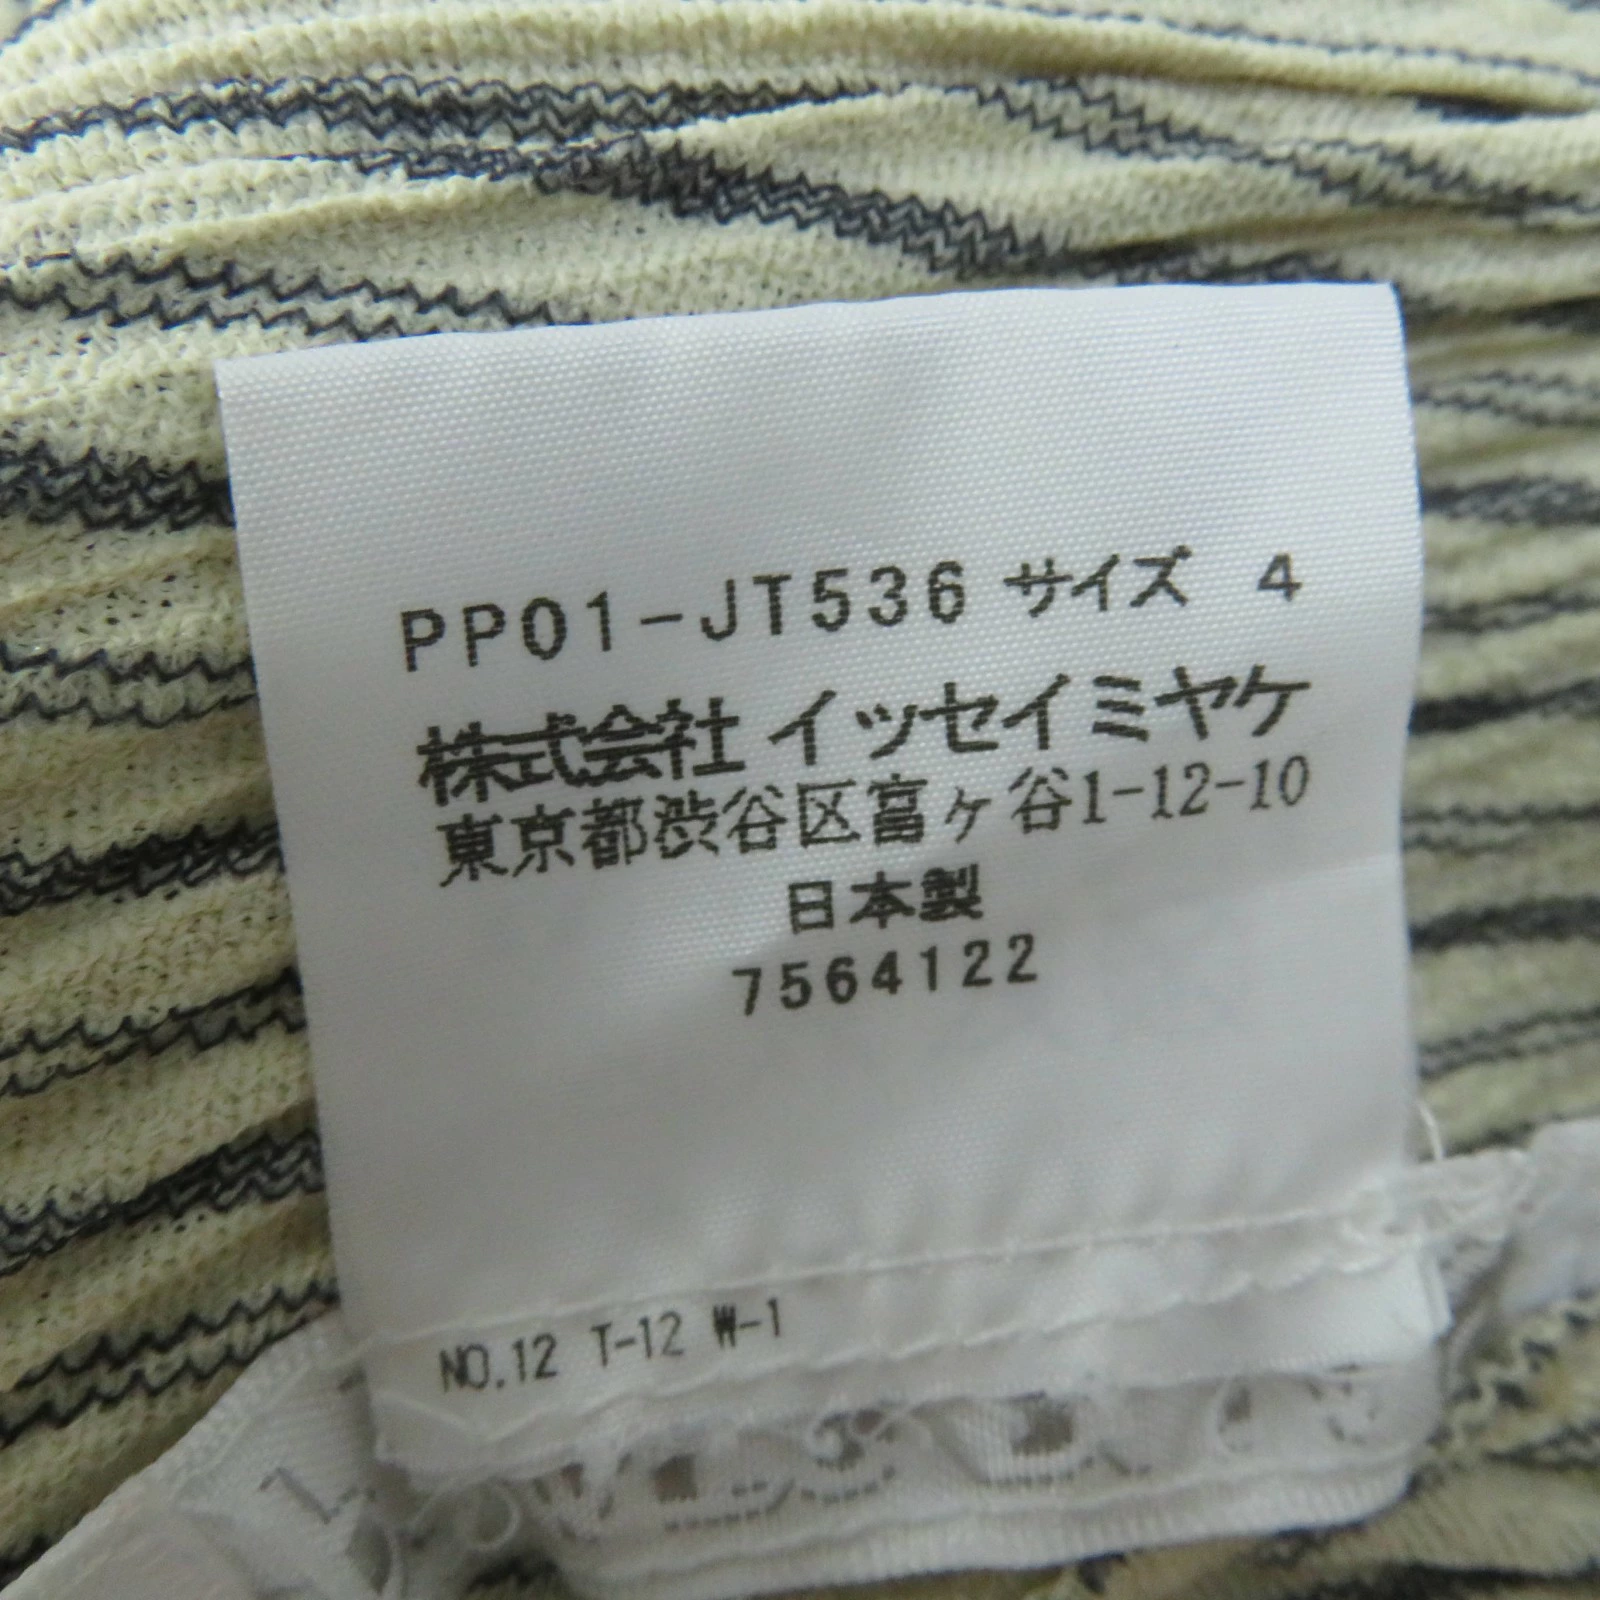 PP01-JT536 サイズ 4
株式会社 イッセイミヤケ
東京都渋谷区富ヶ谷1-12-10
日本製
7564122
NO.12 T-12 W-1